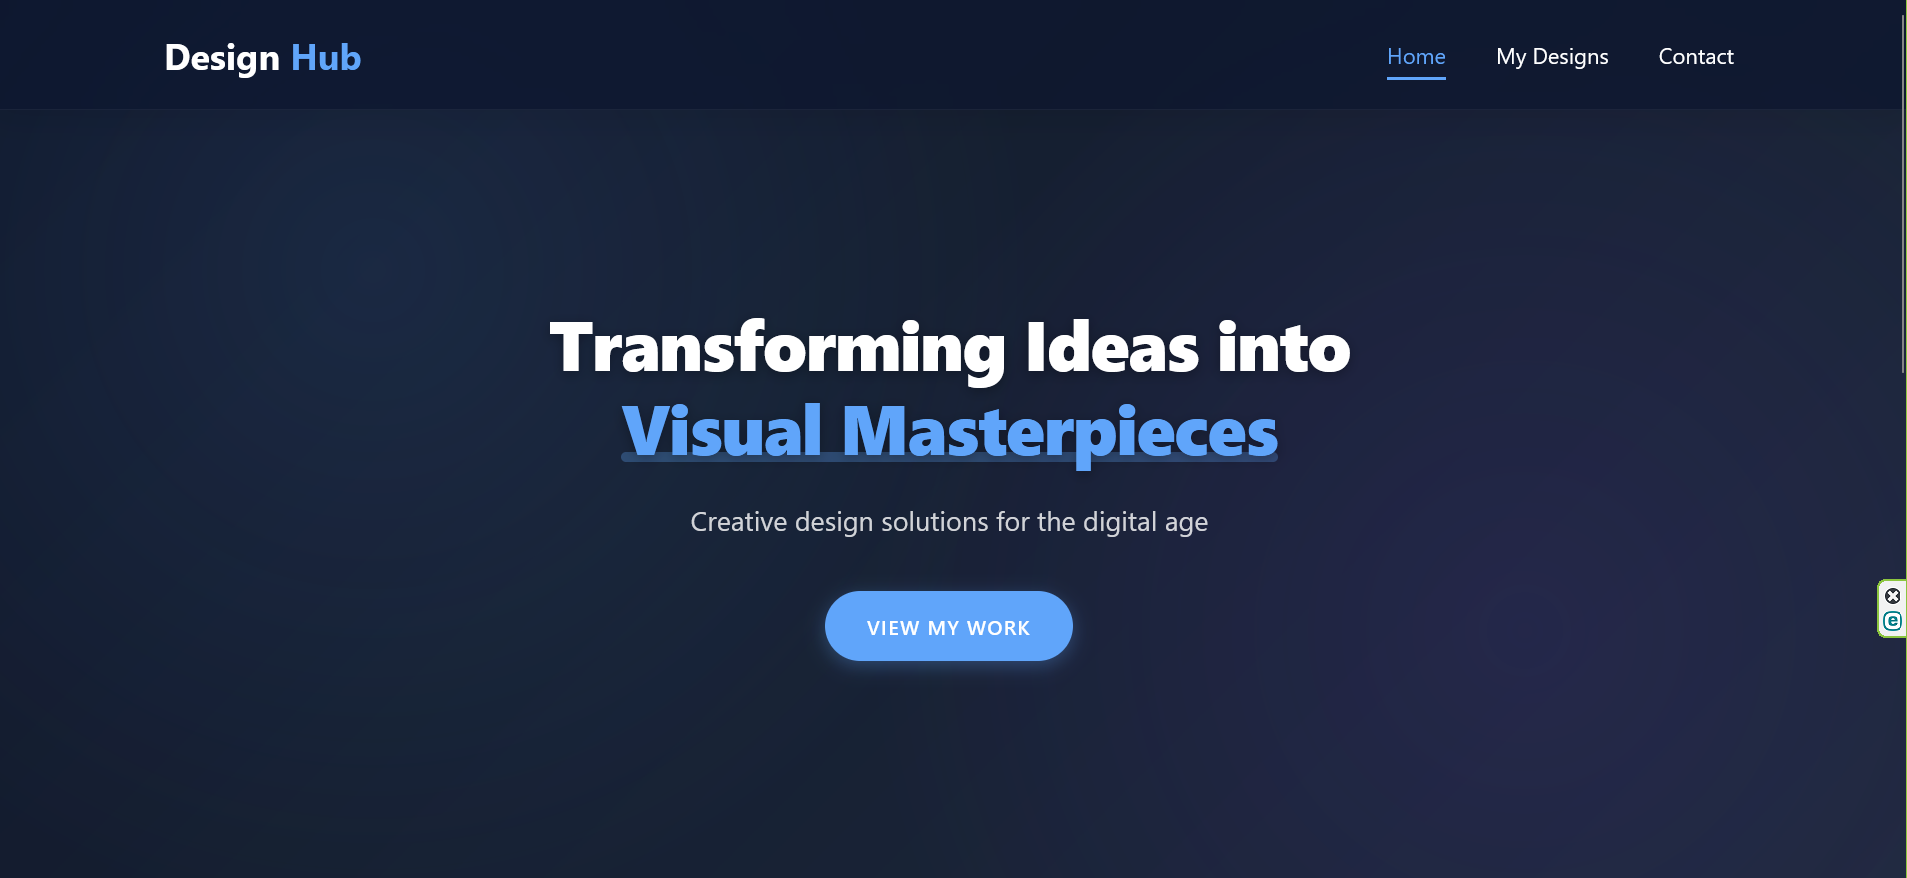 Design Hub
Home
My Designs
Contact
Transforming Ideas into
Visual Masterpieces
Creative design solutions for the digital age
VIEW MY WORK
e